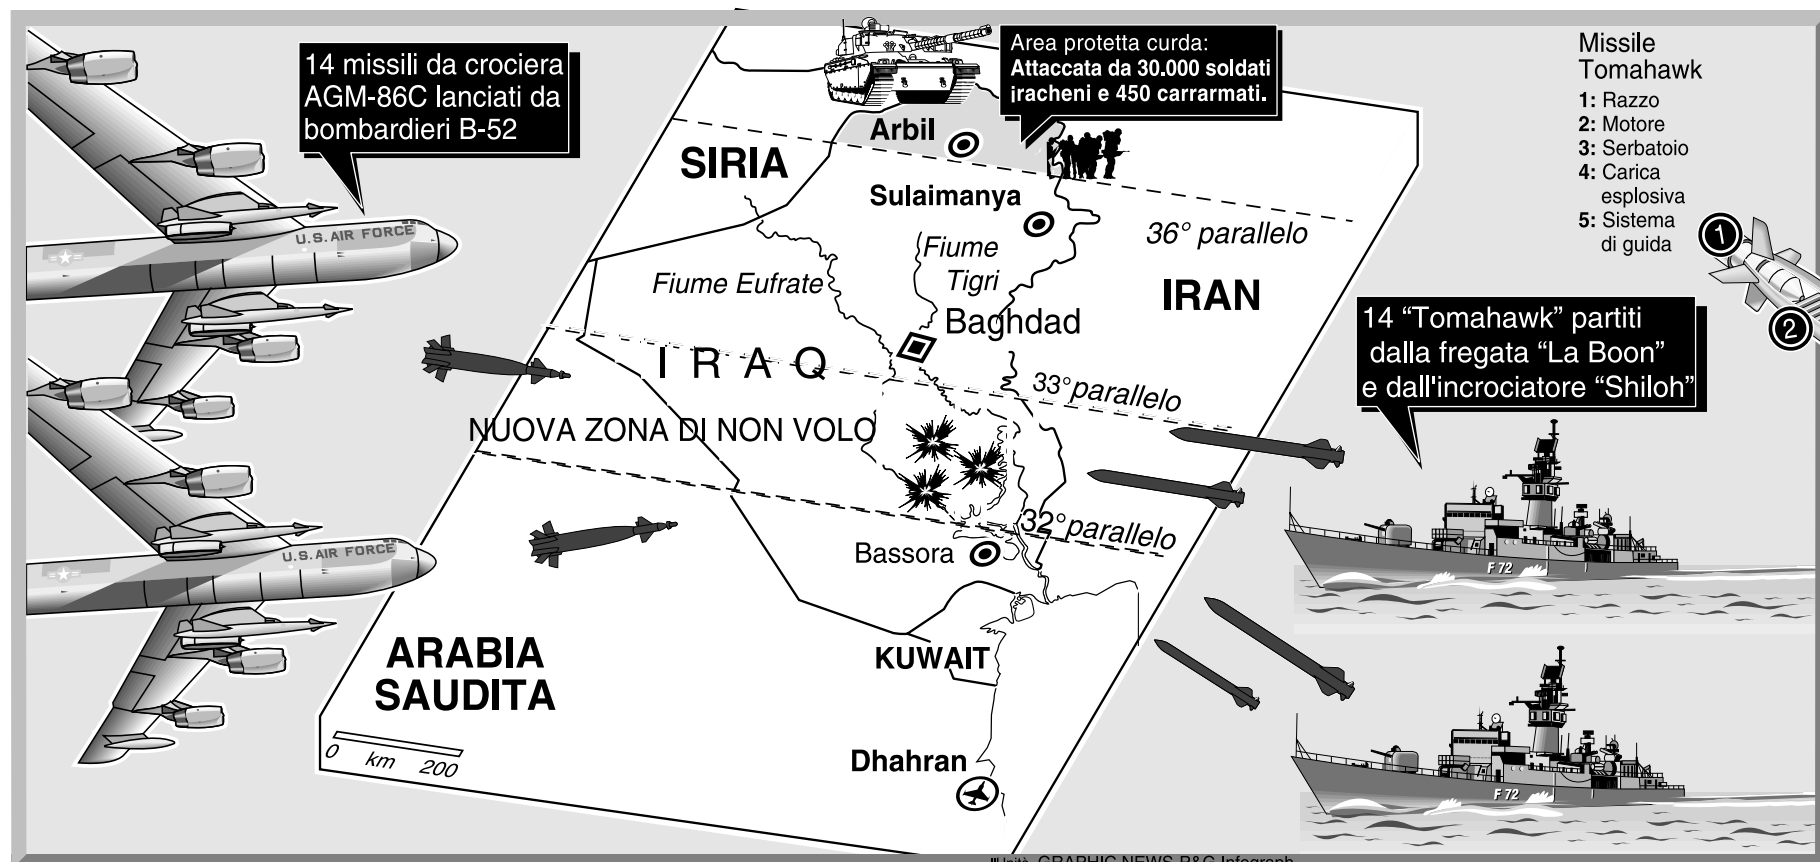 14 missili da crociera
AGM-86C lanciati da
bombardieri B-52
Area protetta curda:
Attaccata da 30.000 soldati
iracheni e 450 carrarmati.
Missile
Tomahawk
1: Razzo
2: Motore
3: Serbatoio
4: Carica
esplosiva
5: Sistema
di guida
1
2
Arbil
SIRIA
Sulaimanya
36° parallelo
Fiume
Tigri
Fiume Eufrate
IRAN
Baghdad
14 “Tomahawk” partiti
dalla fregata “La Boon”
e dall'incrociatore “Shiloh”
U.S. AIR FORCE
I R A Q
33° parallelo
NUOVA ZONA DI NON VOLO
32° parallelo
Bassora
U.S. AIR FORCE
F 72
KUWAIT
ARABIA
SAUDITA
0 km 200
Dhahran
F 72
l'Unità GRAPHIC NEWS-P&G Infograph